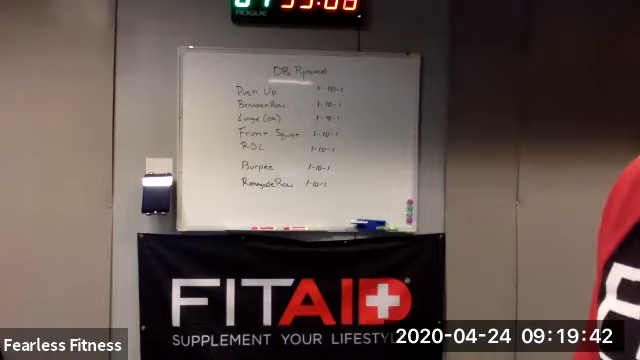 ROGUE
DB Pyramid
Push Up 1-10-1
Bentover Row 1-10-1
Lunge (ea) 1-10-1
Front Squat 1-10-1
RDL 1-10-1
Burpee 1-10-1
Renegade Row 1-10-1
FITAID
SUPPLEMENT YOUR LIFESTYL
2020-04-24 09:19:42
Fearless Fitness